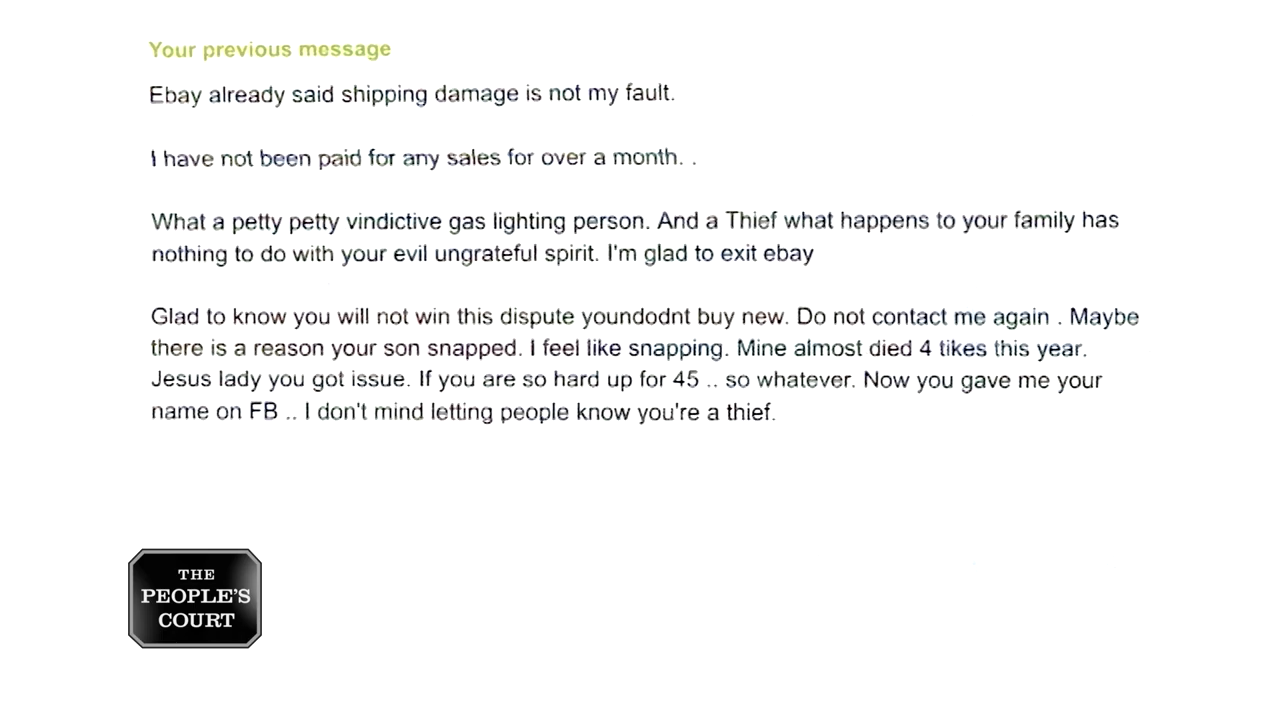 Your previous message
Ebay already said shipping damage is not my fault.
I have not been paid for any sales for over a month. .
What a petty petty vindictive gas lighting person. And a Thief what happens to your family has
nothing to do with your evil ungrateful spirit. I'm glad to exit ebay
Glad to know you will not win this dispute youndodnt buy new. Do not contact me again . Maybe
there is a reason your son snapped. I feel like snapping. Mine almost died 4 tikes this year.
Jesus lady you got issue. If you are so hard up for 45 .. so whatever. Now you gave me your
name on FB .. I don't mind letting people know you're a thief.
THE
PEOPLE'S
COURT